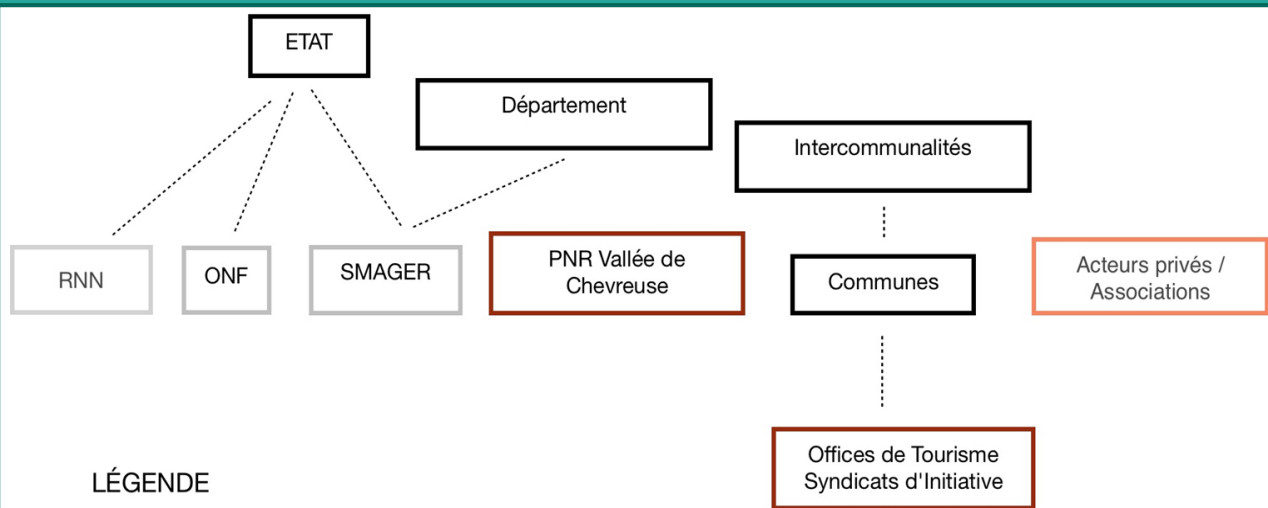 ETAT
Département
Intercommunalités
RNN
ONF
SMAGER
PNR Vallée de
Chevreuse
Communes
Acteurs privés /
Associations
Offices de Tourisme
Syndicats d'Initiative
LÉGENDE